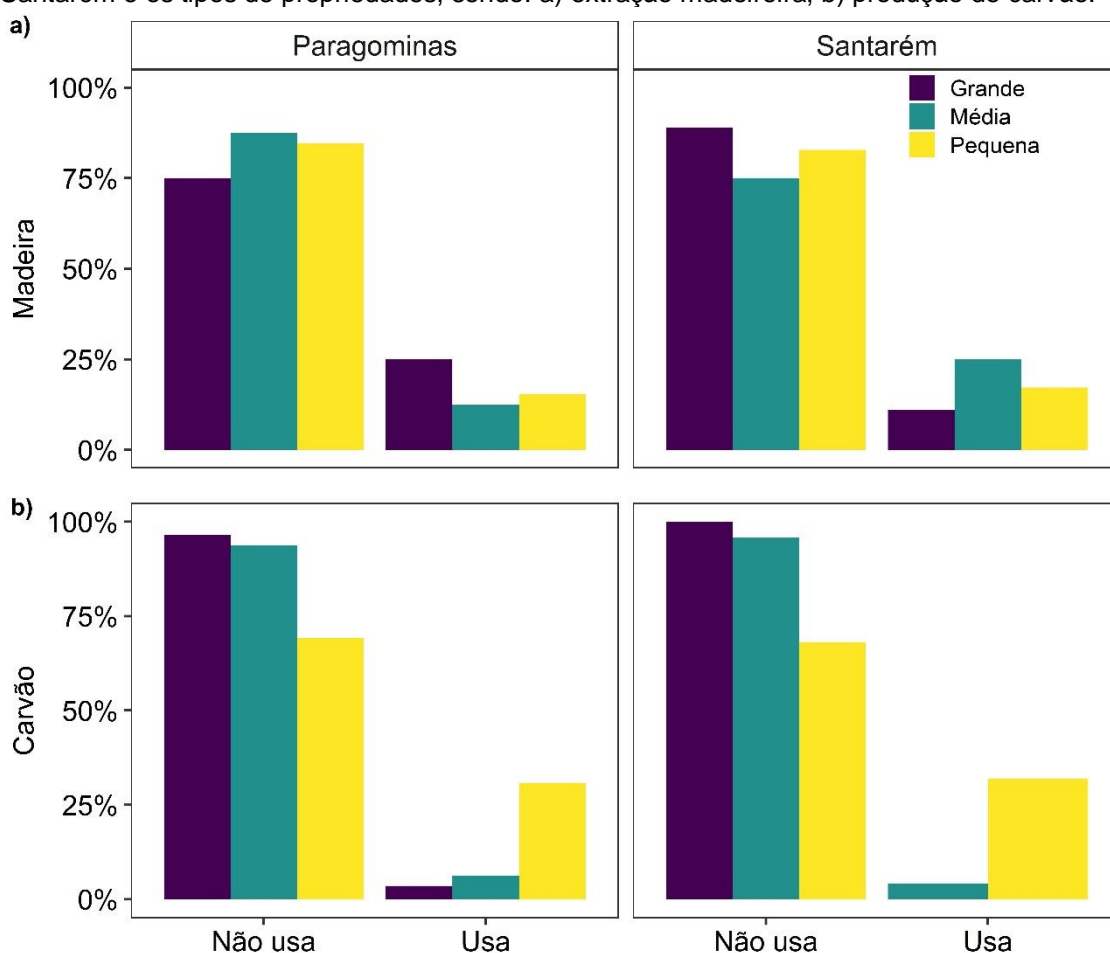 Santarém e os tipos de propriedades, sendo: a) extração madeireira; b) produção de carvão.
a)
Paragominas
Santarém
Grande
Média
Pequena
Madeira
100%
75%
50%
25%
0%
b)
Carvão
100%
75%
50%
25%
0%
Não usa
Usa
Não usa
Usa